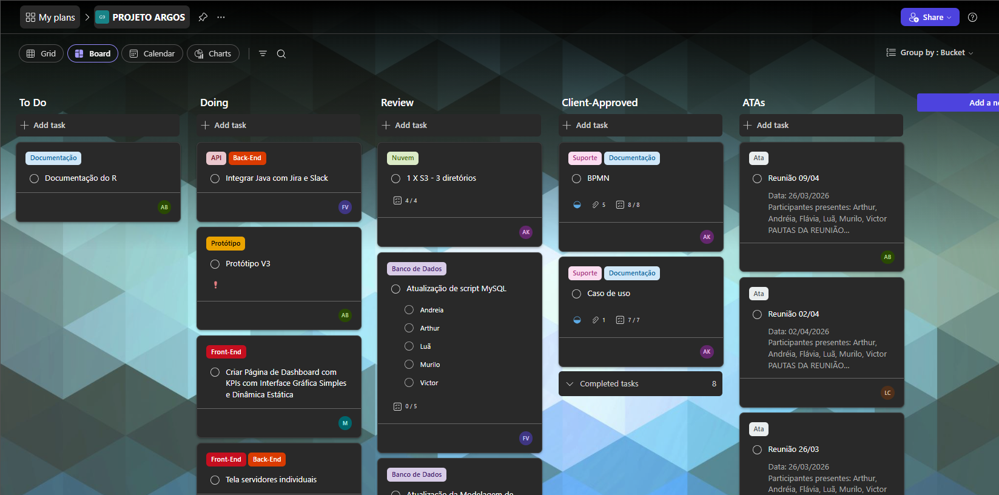 My plans
G9
PROJETO ARGOS
Share
Grid
Board
Calendar
Charts
Group by : Bucket
To Do
Add task
Documentação
Documentação do R
AB
Doing
Add task
API
Back-End
Integrar Java com Jira e Slack
FV
Protótipo
Protótipo V3
AB
Front-End
Criar Página de Dashboard com
KPIs com Interface Gráfica Simples
e Dinâmica Estática
M
Front-End
Back-End
Tela servidores individuais
Review
Add task
Nuvem
1 X S3 - 3 diretórios
4 / 4
AK
Banco de Dados
Atualização de script MySQL
Andreia
Arthur
Luã
Murilo
Victor
0 / 5
FV
Banco de Dados
Atualização da Modelagem de
Client-Approved
Add task
Suporte
Documentação
BPMN
5
8 / 8
AK
Suporte
Documentação
Caso de uso
1
7 / 7
AK
Completed tasks
8
ATAs
Add task
Ata
Reunião 09/04
Data: 26/03/2026
Participantes presentes: Arthur,
Andréia, Flávia, Luã, Murilo, Victor
PAUTAS DA REUNIÃO...
AB
Ata
Reunião 02/04
Data: 02/04/2026
Participantes presentes: Arthur,
Andréia, Flávia, Luã, Murilo, Victor
PAUTAS DA REUNIÃO...
LC
Ata
Reunião 26/03
Data: 26/03/2026
Participantes presentes: Arthur,
Andréia, Flávia, Luã, Murilo, Victor
Add a